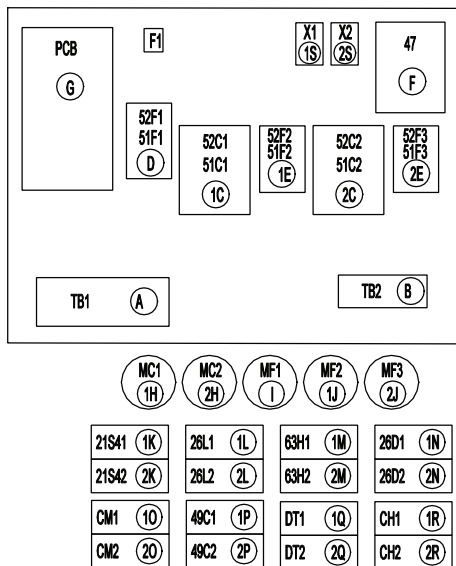 PCB
G
F1
X1
1S
X2
2S
47
F
52F1
51F1
D
52C1
51C1
1C
52F2
51F2
1E
52C2
51C2
2C
52F3
51F3
2E
TB1 A
TB2 B
MC1
1H
MC2
2H
MF1
I
MF2
1J
MF3
2J
21S41 1K
21S42 2K
26L1 1L
26L2 2L
63H1 1M
63H2 2M
26D1 1N
26D2 2N
CM1 1O
CM2 2O
49C1 1P
49C2 2P
DT1 1Q
DT2 2Q
CH1 1R
CH2 2R